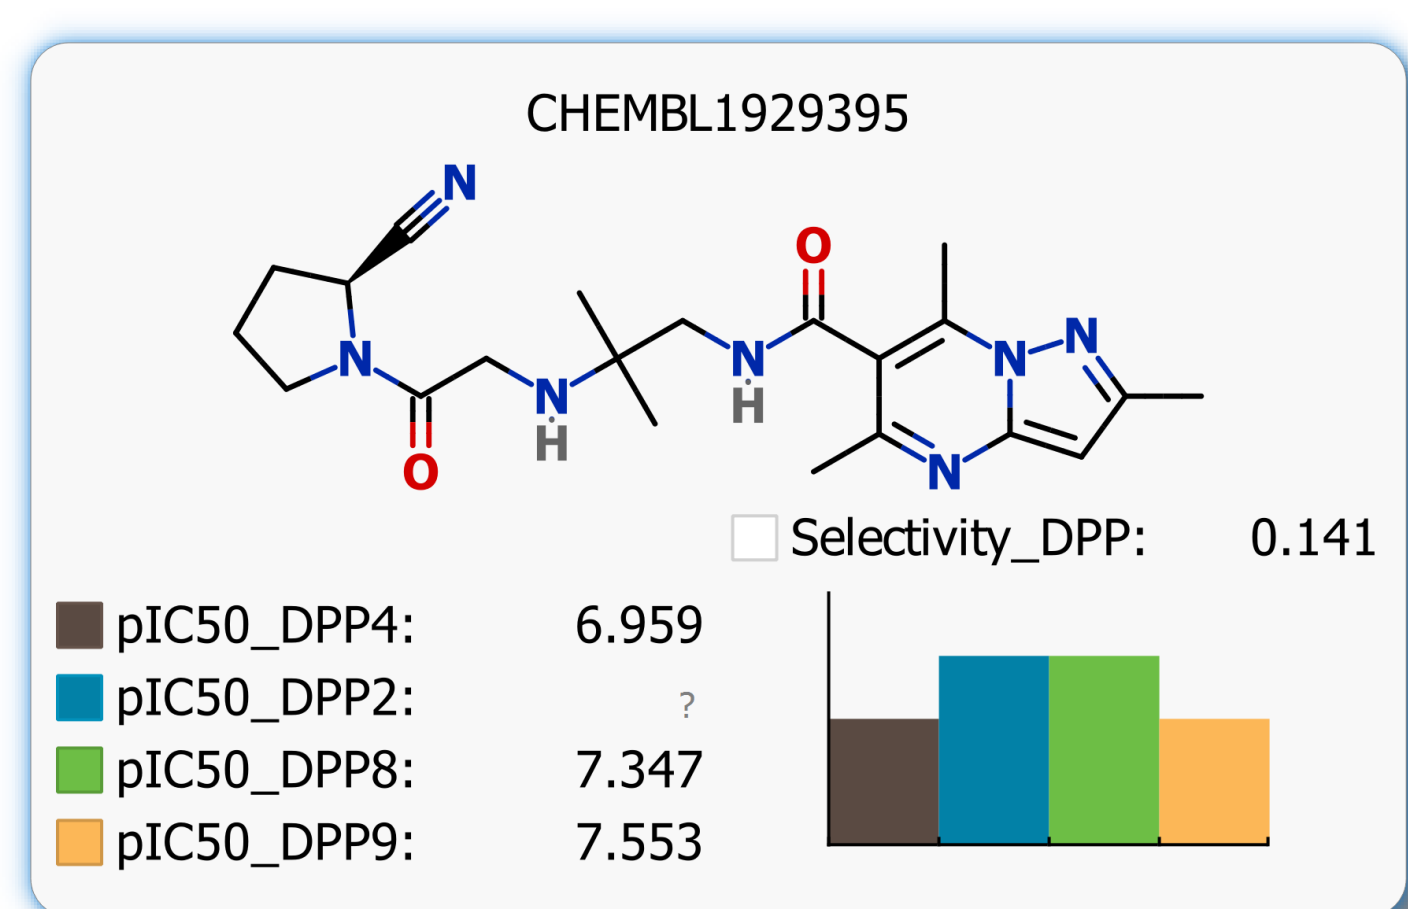 CHEMBL1929395
N
O
N
N
N
N
N
H
H
O
N
Selectivity_DPP: 0.141
pIC50_DPP4: 6.959
pIC50_DPP2: ?
pIC50_DPP8: 7.347
pIC50_DPP9: 7.553